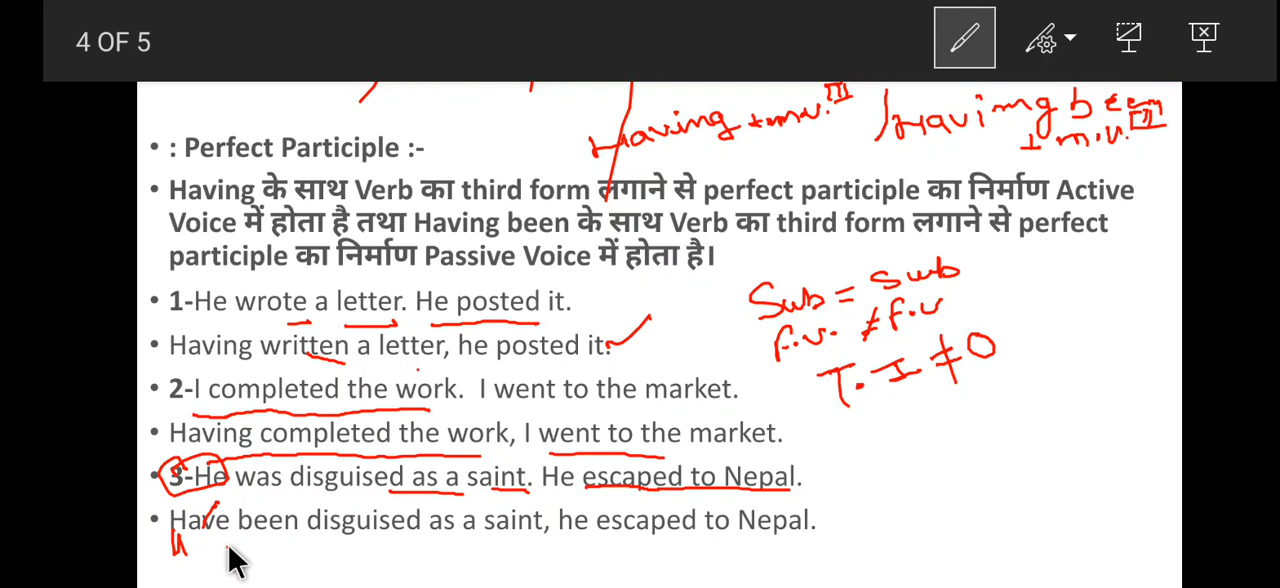 4 OF 5
Having + m.v. III / Having been
+ m.v. III
• : Perfect Participle :-
• Having के साथ Verb का third form लगाने से perfect participle का निर्माण Active
Voice में होता है तथा Having been के साथ Verb का third form लगाने से perfect
participle का निर्माण Passive Voice में होता है।
• 1-He wrote a letter. He posted it.
Sub = Sub
• Having written a letter, he posted it.
f.v. ≠ f.v
• 2-I completed the work. I went to the market.
T. I ≠ 0
• Having completed the work, I went to the market.
• 3-He was disguised as a saint. He escaped to Nepal.
• Have been disguised as a saint, he escaped to Nepal.